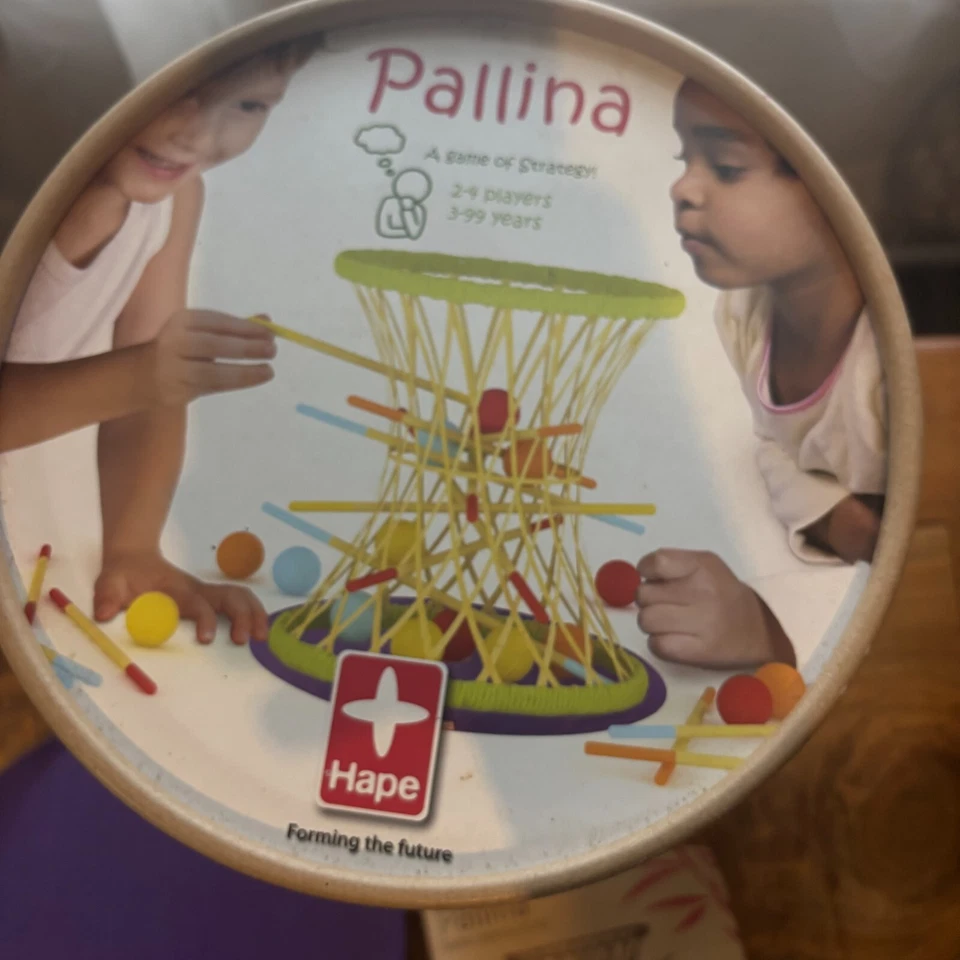 Pallina
A game of Strategy!
2-4 players
3-99 years
Hape
Forming the future